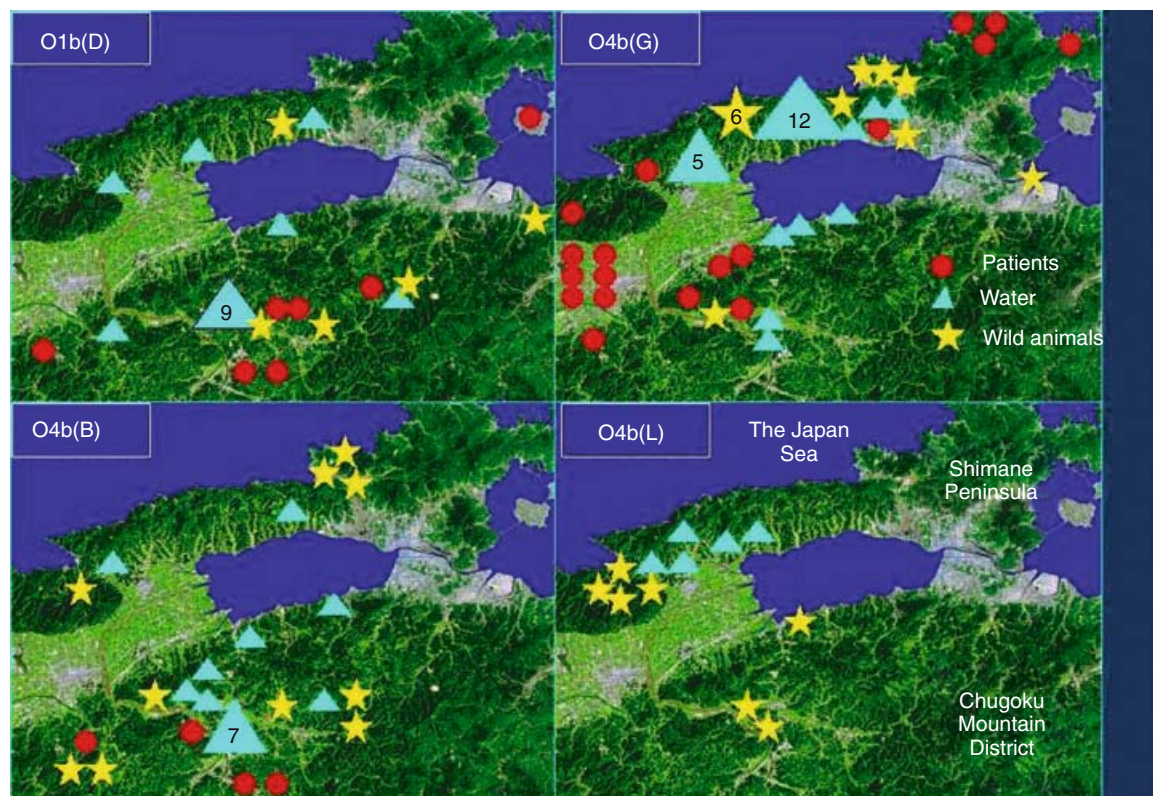 O1b(D)
9
O4b(G)
6
12
5
Patients
Water
Wild animals
O4b(B)
7
O4b(L)
The Japan
Sea
Shimane
Peninsula
Chugoku
Mountain
District